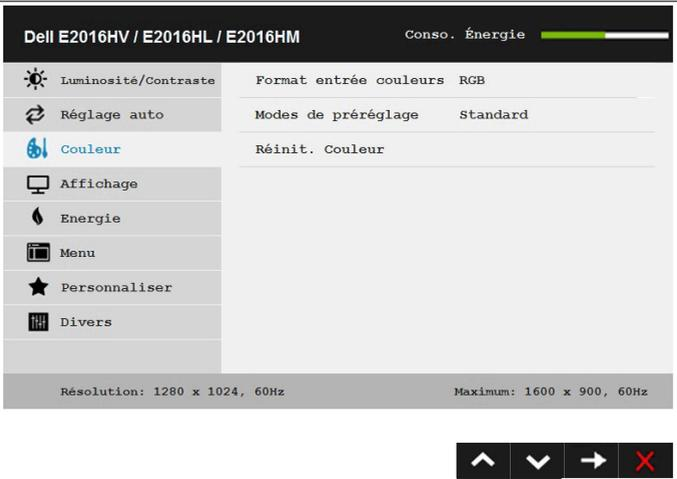 Dell E2016HV / E2016HL / E2016HM Conso. Énergie
Luminosité/Contraste Format entrée couleurs RGB
Réglage auto Modes de préréglage Standard
Couleur Réinit. Couleur
Affichage
Energie
Menu
Personnaliser
Divers
Résolution: 1280 x 1024, 60Hz Maximum: 1600 x 900, 60Hz